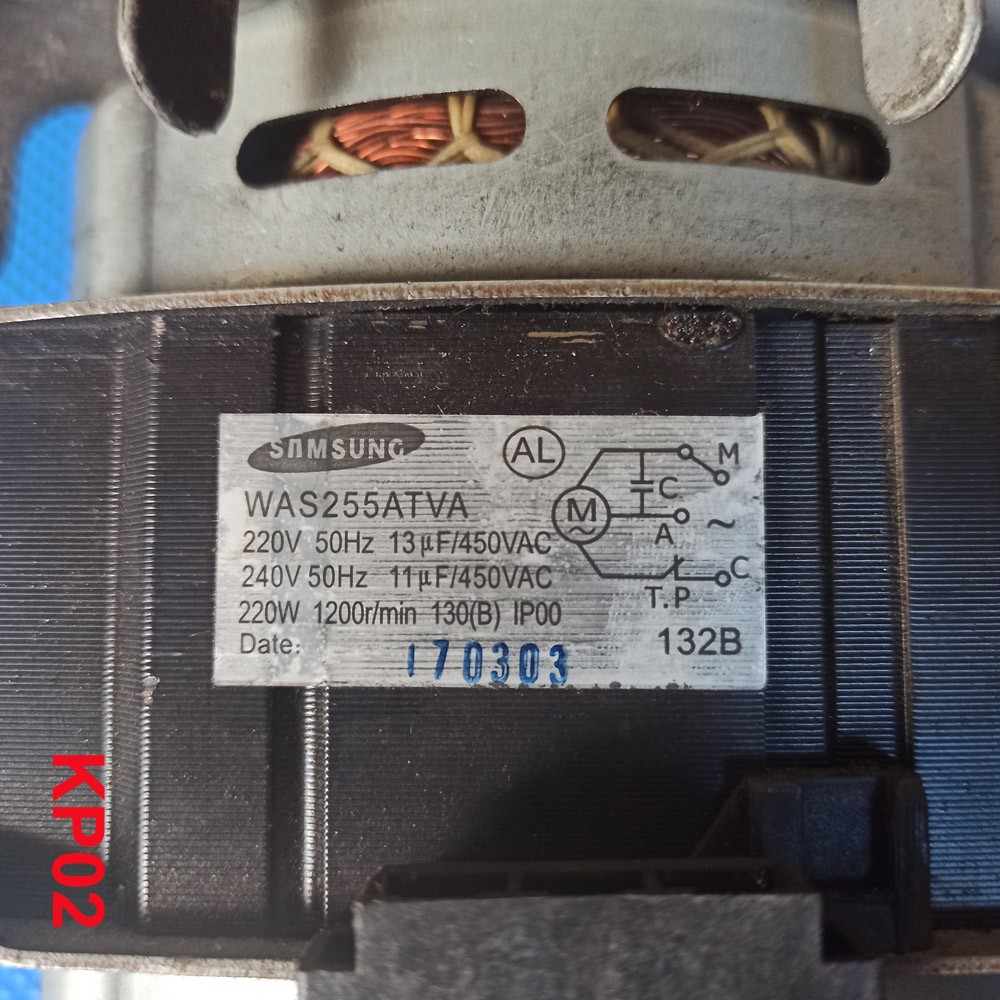 SAMSUNG
AL
WAS255ATVA
220V 50Hz 13μF/450VAC
240V 50Hz 11μF/450VAC
220W 1200r/min 130(B) IP00
Date: 170303
132B
M
C
M
A
~
C
T.P
KP02